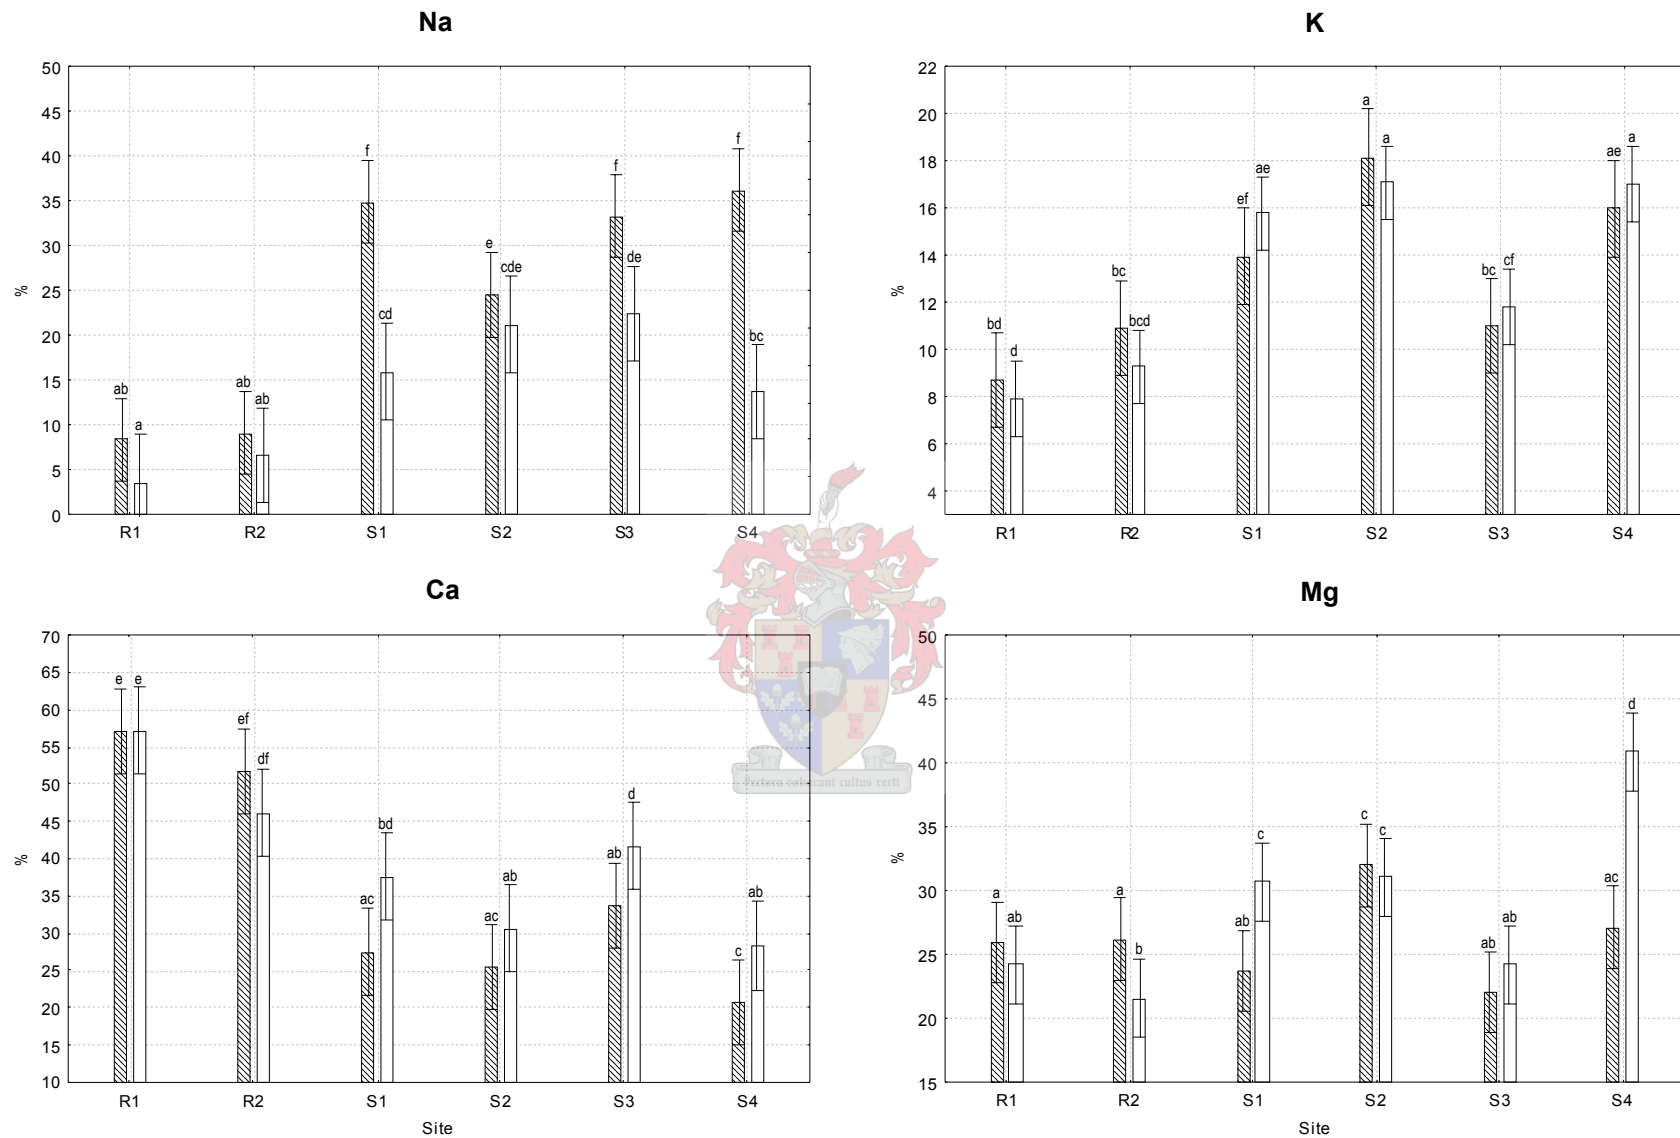 Na
50
45
40
35
30
25
20
15
10
5
0
%
ab
a
ab
ab
f
cd
e
cde
f
de
f
bc
R1 R2 S1 S2 S3 S4
K
22
20
18
16
14
12
10
8
6
4
%
bd
d
bc
bcd
ef
ae
a
a
bc
cf
ae
a
R1 R2 S1 S2 S3 S4
Ca
70
65
60
55
50
45
40
35
30
25
20
15
10
%
e
e
ef
df
ac
bd
ac
ab
ab
d
c
ab
R1 R2 S1 S2 S3 S4
Site
Mg
50
45
40
35
30
25
20
15
%
a
ab
a
b
ab
c
c
c
ab
ab
ac
d
R1 R2 S1 S2 S3 S4
Site
Pectora roborant cultus recti